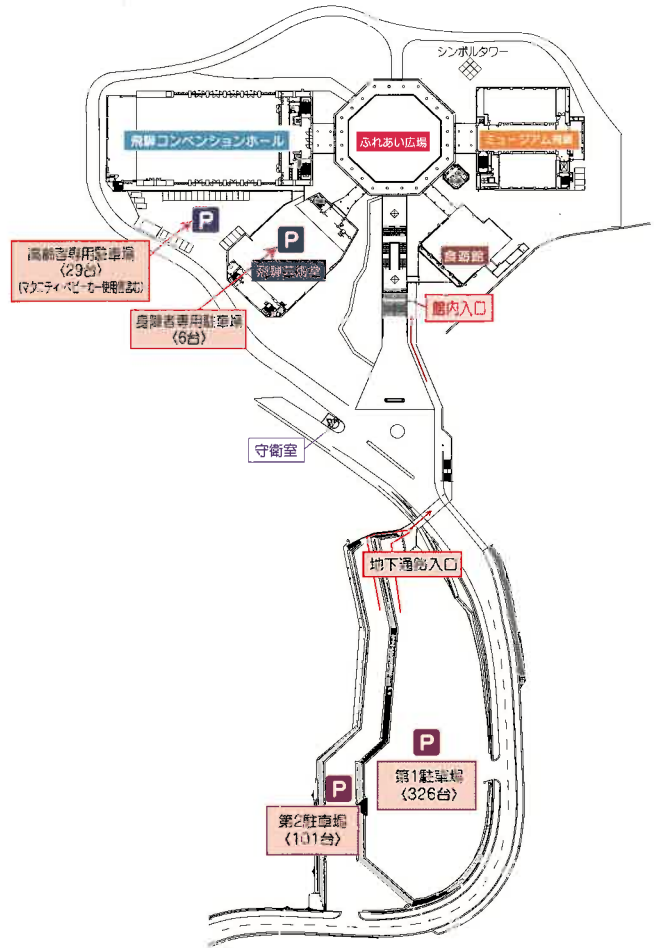 シンボルタワー
飛騨コンベンションホール
ふれあい広場
ミュージアム飛騨
P
高齢者専用駐車場
〈29台〉
(マタニティ・ベビーカー使用者含む)
P
飛騨芸術堂
食遊館
身障者専用駐車場
〈6台〉
館内入口
守衛室
地下通路入口
P
第1駐車場
〈326台〉
P
第2駐車場
〈101台〉